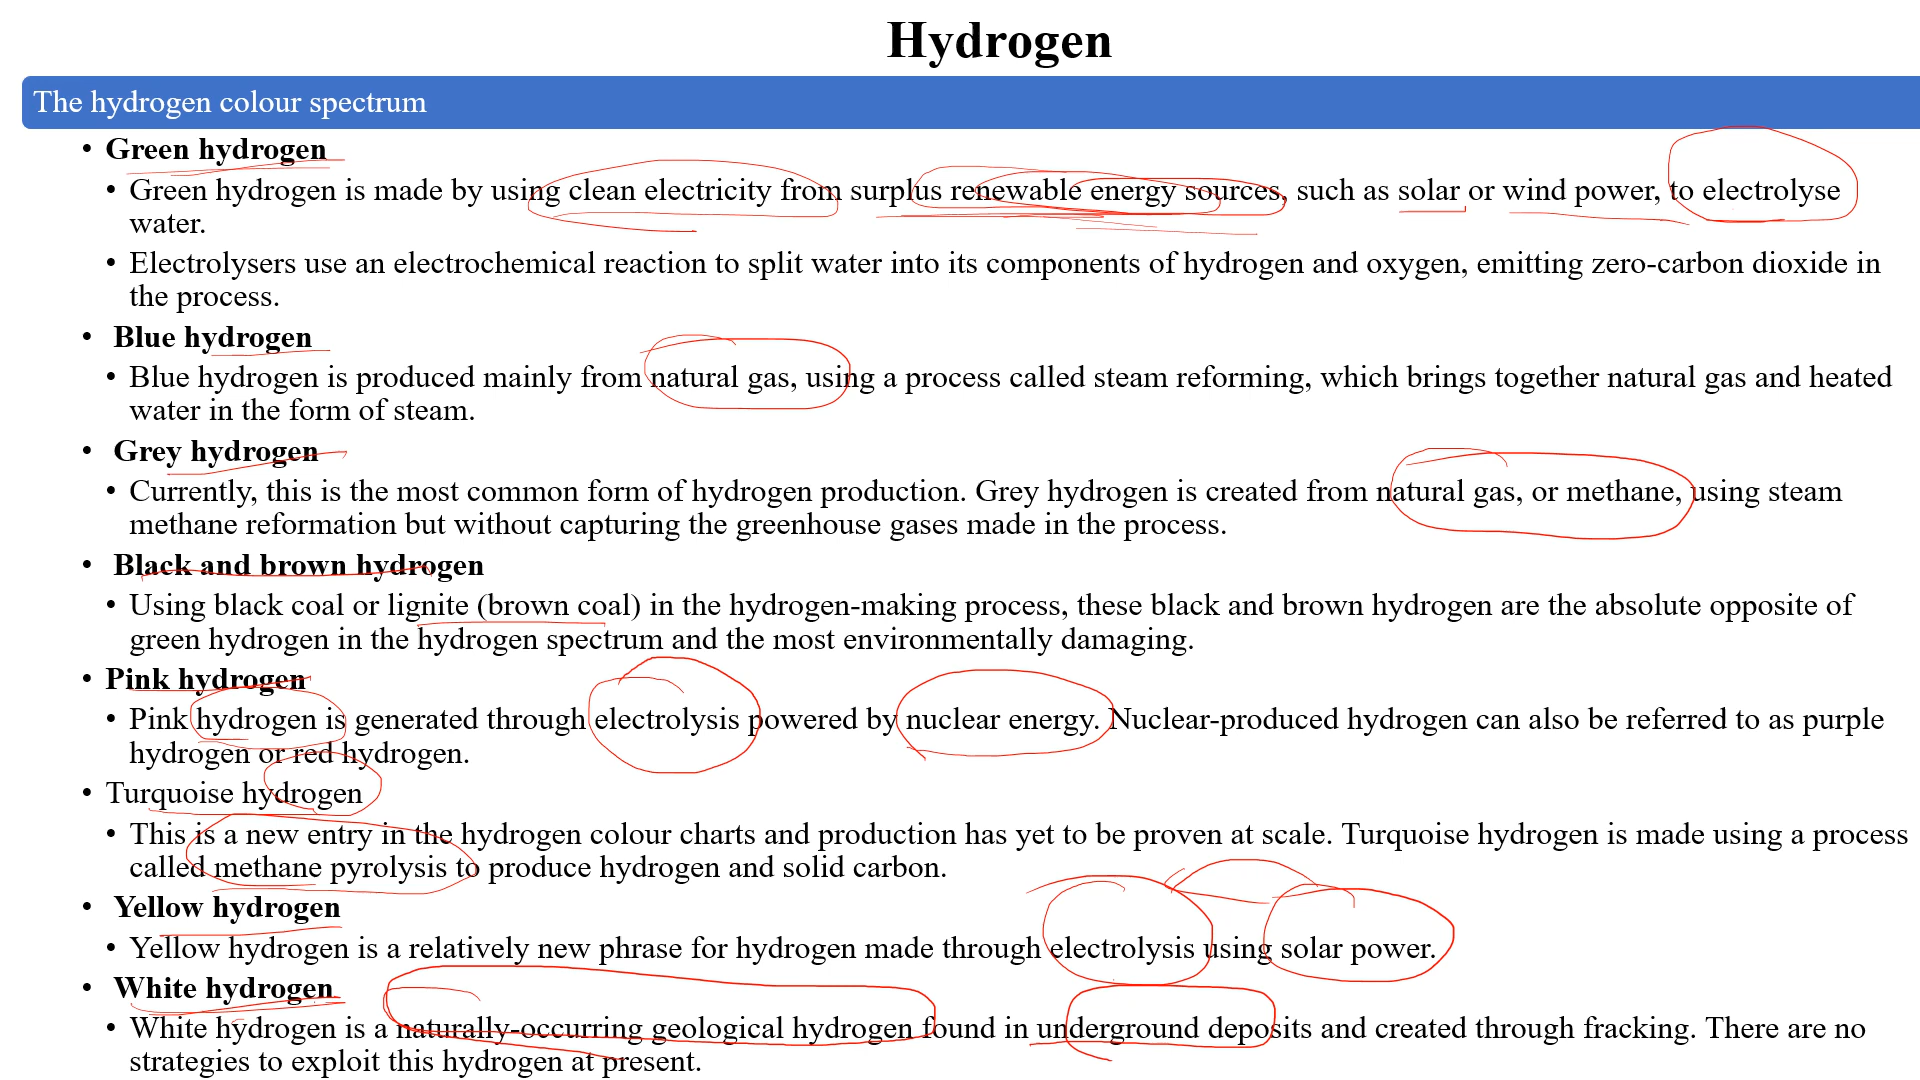 Hydrogen
The hydrogen colour spectrum
• Green hydrogen
• Green hydrogen is made by using clean electricity from surplus renewable energy sources, such as solar or wind power, to electrolyse
water.
• Electrolysers use an electrochemical reaction to split water into its components of hydrogen and oxygen, emitting zero-carbon dioxide in
the process.
• Blue hydrogen
• Blue hydrogen is produced mainly from natural gas, using a process called steam reforming, which brings together natural gas and heated
water in the form of steam.
• Grey hydrogen
• Currently, this is the most common form of hydrogen production. Grey hydrogen is created from natural gas, or methane, using steam
methane reformation but without capturing the greenhouse gases made in the process.
• Black and brown hydrogen
• Using black coal or lignite (brown coal) in the hydrogen-making process, these black and brown hydrogen are the absolute opposite of
green hydrogen in the hydrogen spectrum and the most environmentally damaging.
• Pink hydrogen
• Pink hydrogen is generated through electrolysis powered by nuclear energy. Nuclear-produced hydrogen can also be referred to as purple
hydrogen or red hydrogen.
• Turquoise hydrogen
• This is a new entry in the hydrogen colour charts and production has yet to be proven at scale. Turquoise hydrogen is made using a process
called methane pyrolysis to produce hydrogen and solid carbon.
• Yellow hydrogen
• Yellow hydrogen is a relatively new phrase for hydrogen made through electrolysis using solar power.
• White hydrogen
• White hydrogen is a naturally-occurring geological hydrogen found in underground deposits and created through fracking. There are no
strategies to exploit this hydrogen at present.